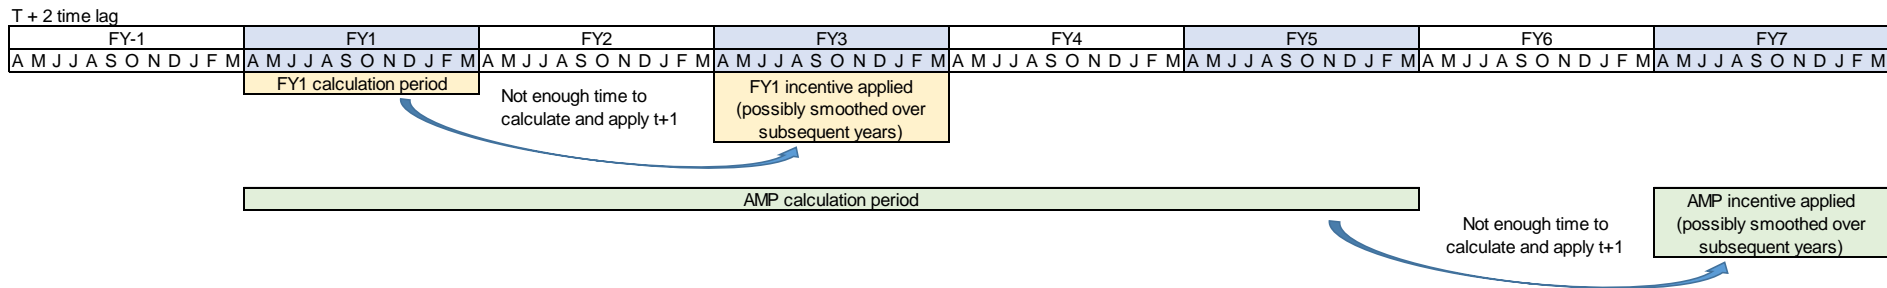 T + 2 time lag
FY-1 FY1 FY2 FY3 FY4 FY5 FY6 FY7
A M J J A S O N D J F M A M J J A S O N D J F M A M J J A S O N D J F M A M J J A S O N D J F M A M J J A S O N D J F M A M J J A S O N D J F M A M J J A S O N D J F M A M J J A S O N D J F M
FY1 calculation period
Not enough time to
calculate and apply t+1
FY1 incentive applied
(possibly smoothed over
subsequent years)
AMP calculation period
Not enough time to
calculate and apply t+1
AMP incentive applied
(possibly smoothed over
subsequent years)